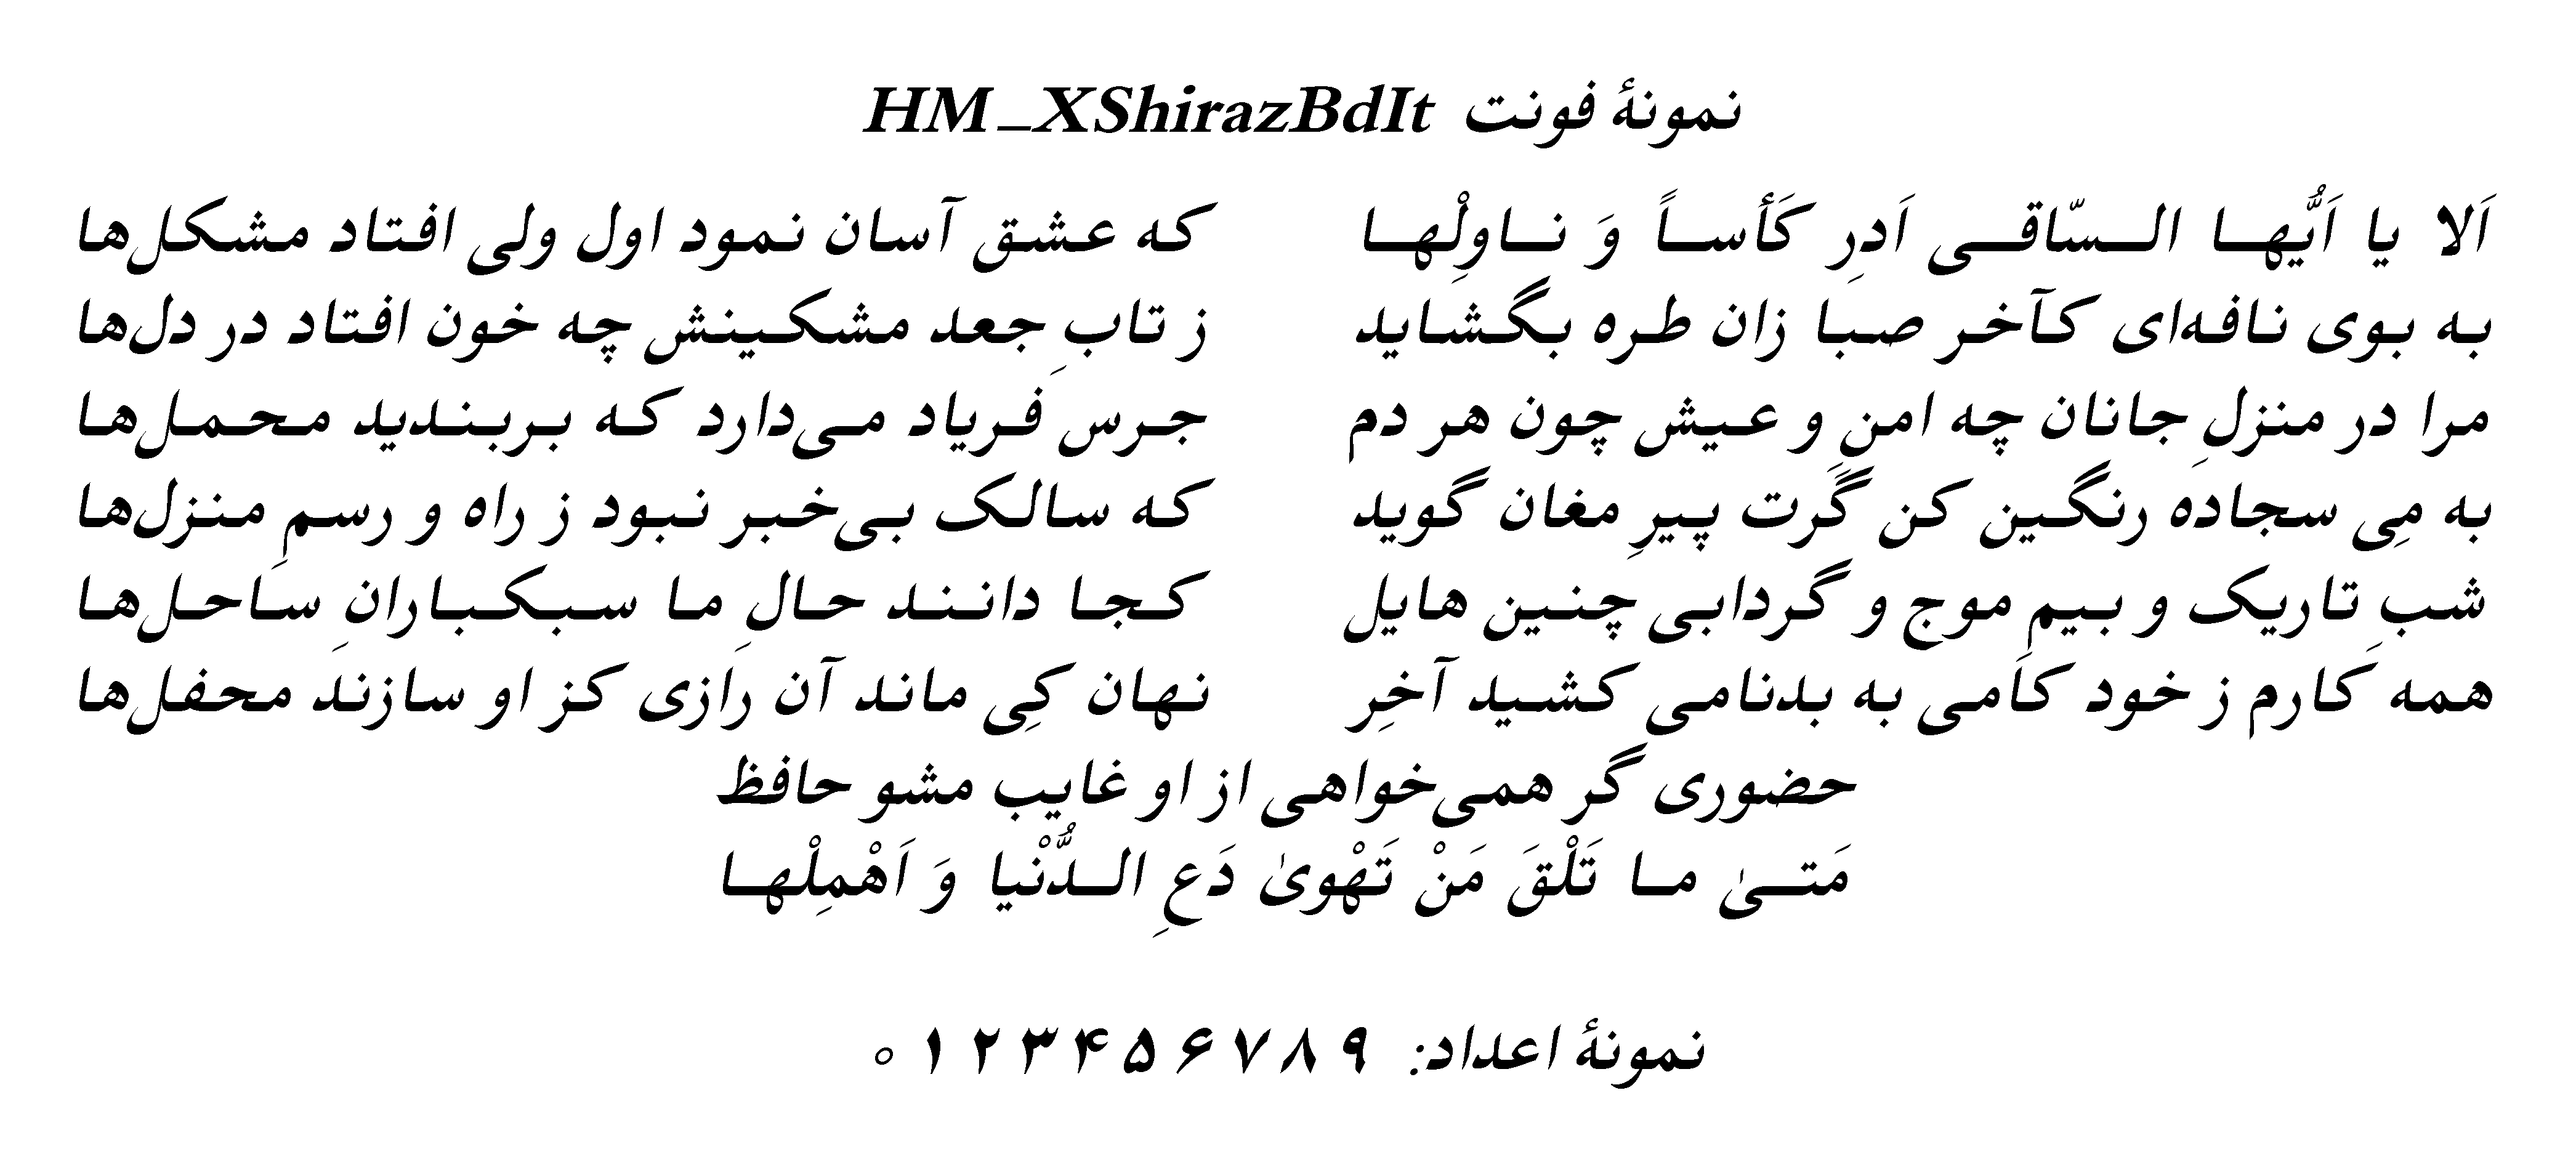 نمونهٔ فونت HM_XShirazBdIt
اَلا یا اَیُّها السّاقی اَدرِ کَأساً وَ ناوِلْها که عشق آسان نمود اول ولی افتاد مشکل‌ها
به بوی نافه‌ای کآخر صبا زان طره بگشاید ز تابِ جعد مشکینش چه خون افتاد در دل‌ها
مرا در منزلِ جانان چه امنِ و عیش چون هر دم جرس فریاد می‌دارد که بربندید محمل‌ها
به مِی سجاده رنگین کن گَرت پیرِ مغان گوید که سالک بی‌خبر نبود ز راه و رسمِ منزل‌ها
شبِ تاریک و بیمِ موج و گردابی چنین هایل کجا دانند حالِ ما سبکبارانِ ساحل‌ها
همه کارم ز خود کامی به بدنامی کشید آخِر نهان کِی ماند آن رازی کز او سازند محفل‌ها
حضوری گر همی‌خواهی از او غایب مشو حافظ
مَتیٰ ما تَلْقَ مَنْ تَهْویٰ دَعِ الدُّنْیا وَ اَهْمِلْها
نمونهٔ اعداد: ۰ ۱ ۲ ۳ ۴ ۵ ۶ ۷ ۸ ۹